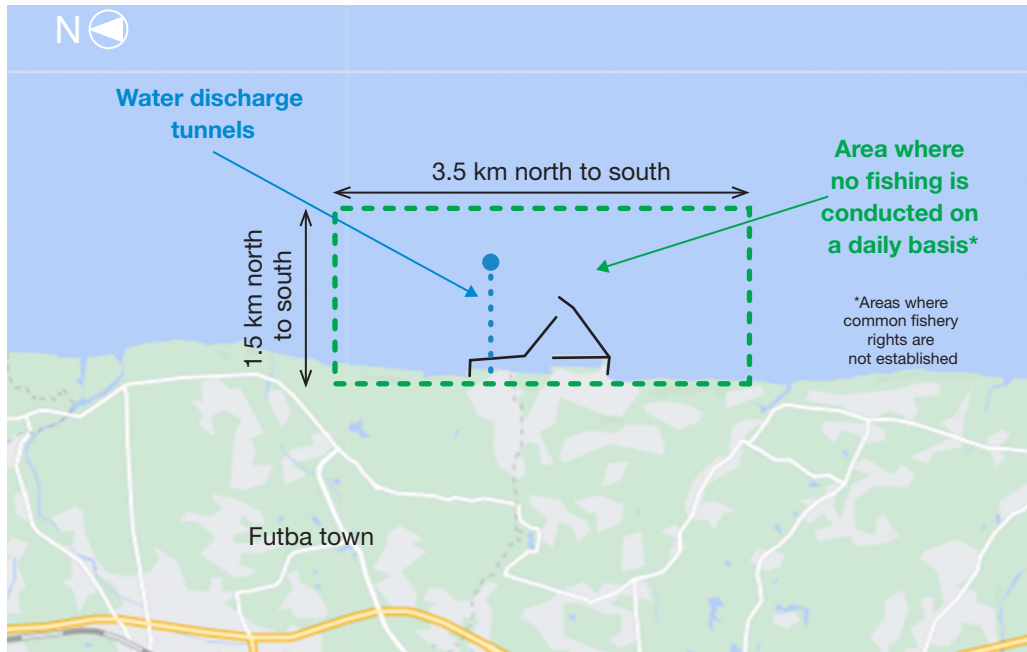 N
Water discharge
tunnels
3.5 km north to south
Area where
no fishing is
conducted on
a daily basis*
1.5 km north
to south
*Areas where
common fishery
rights are
not established
Futba town